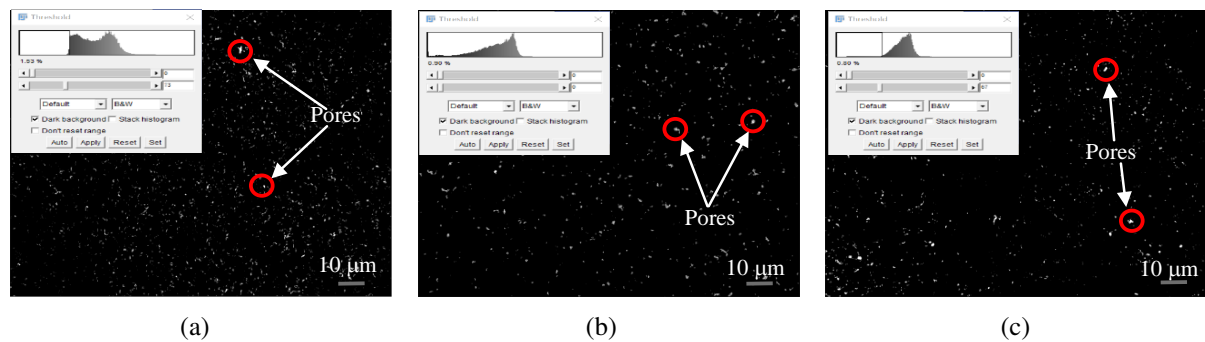 Threshold
1.83 %
0
73
Default B&W
Dark background Stack histogram
Don't reset range
Auto Apply Reset Set
Pores
10 μm
(a)
Threshold
0.90 %
0
0
Default B&W
Dark background Stack histogram
Don't reset range
Auto Apply Reset Set
Pores
10 μm
(b)
Threshold
0.89 %
0
67
Default B&W
Dark background Stack histogram
Don't reset range
Auto Apply Reset Set
Pores
10 μm
(c)